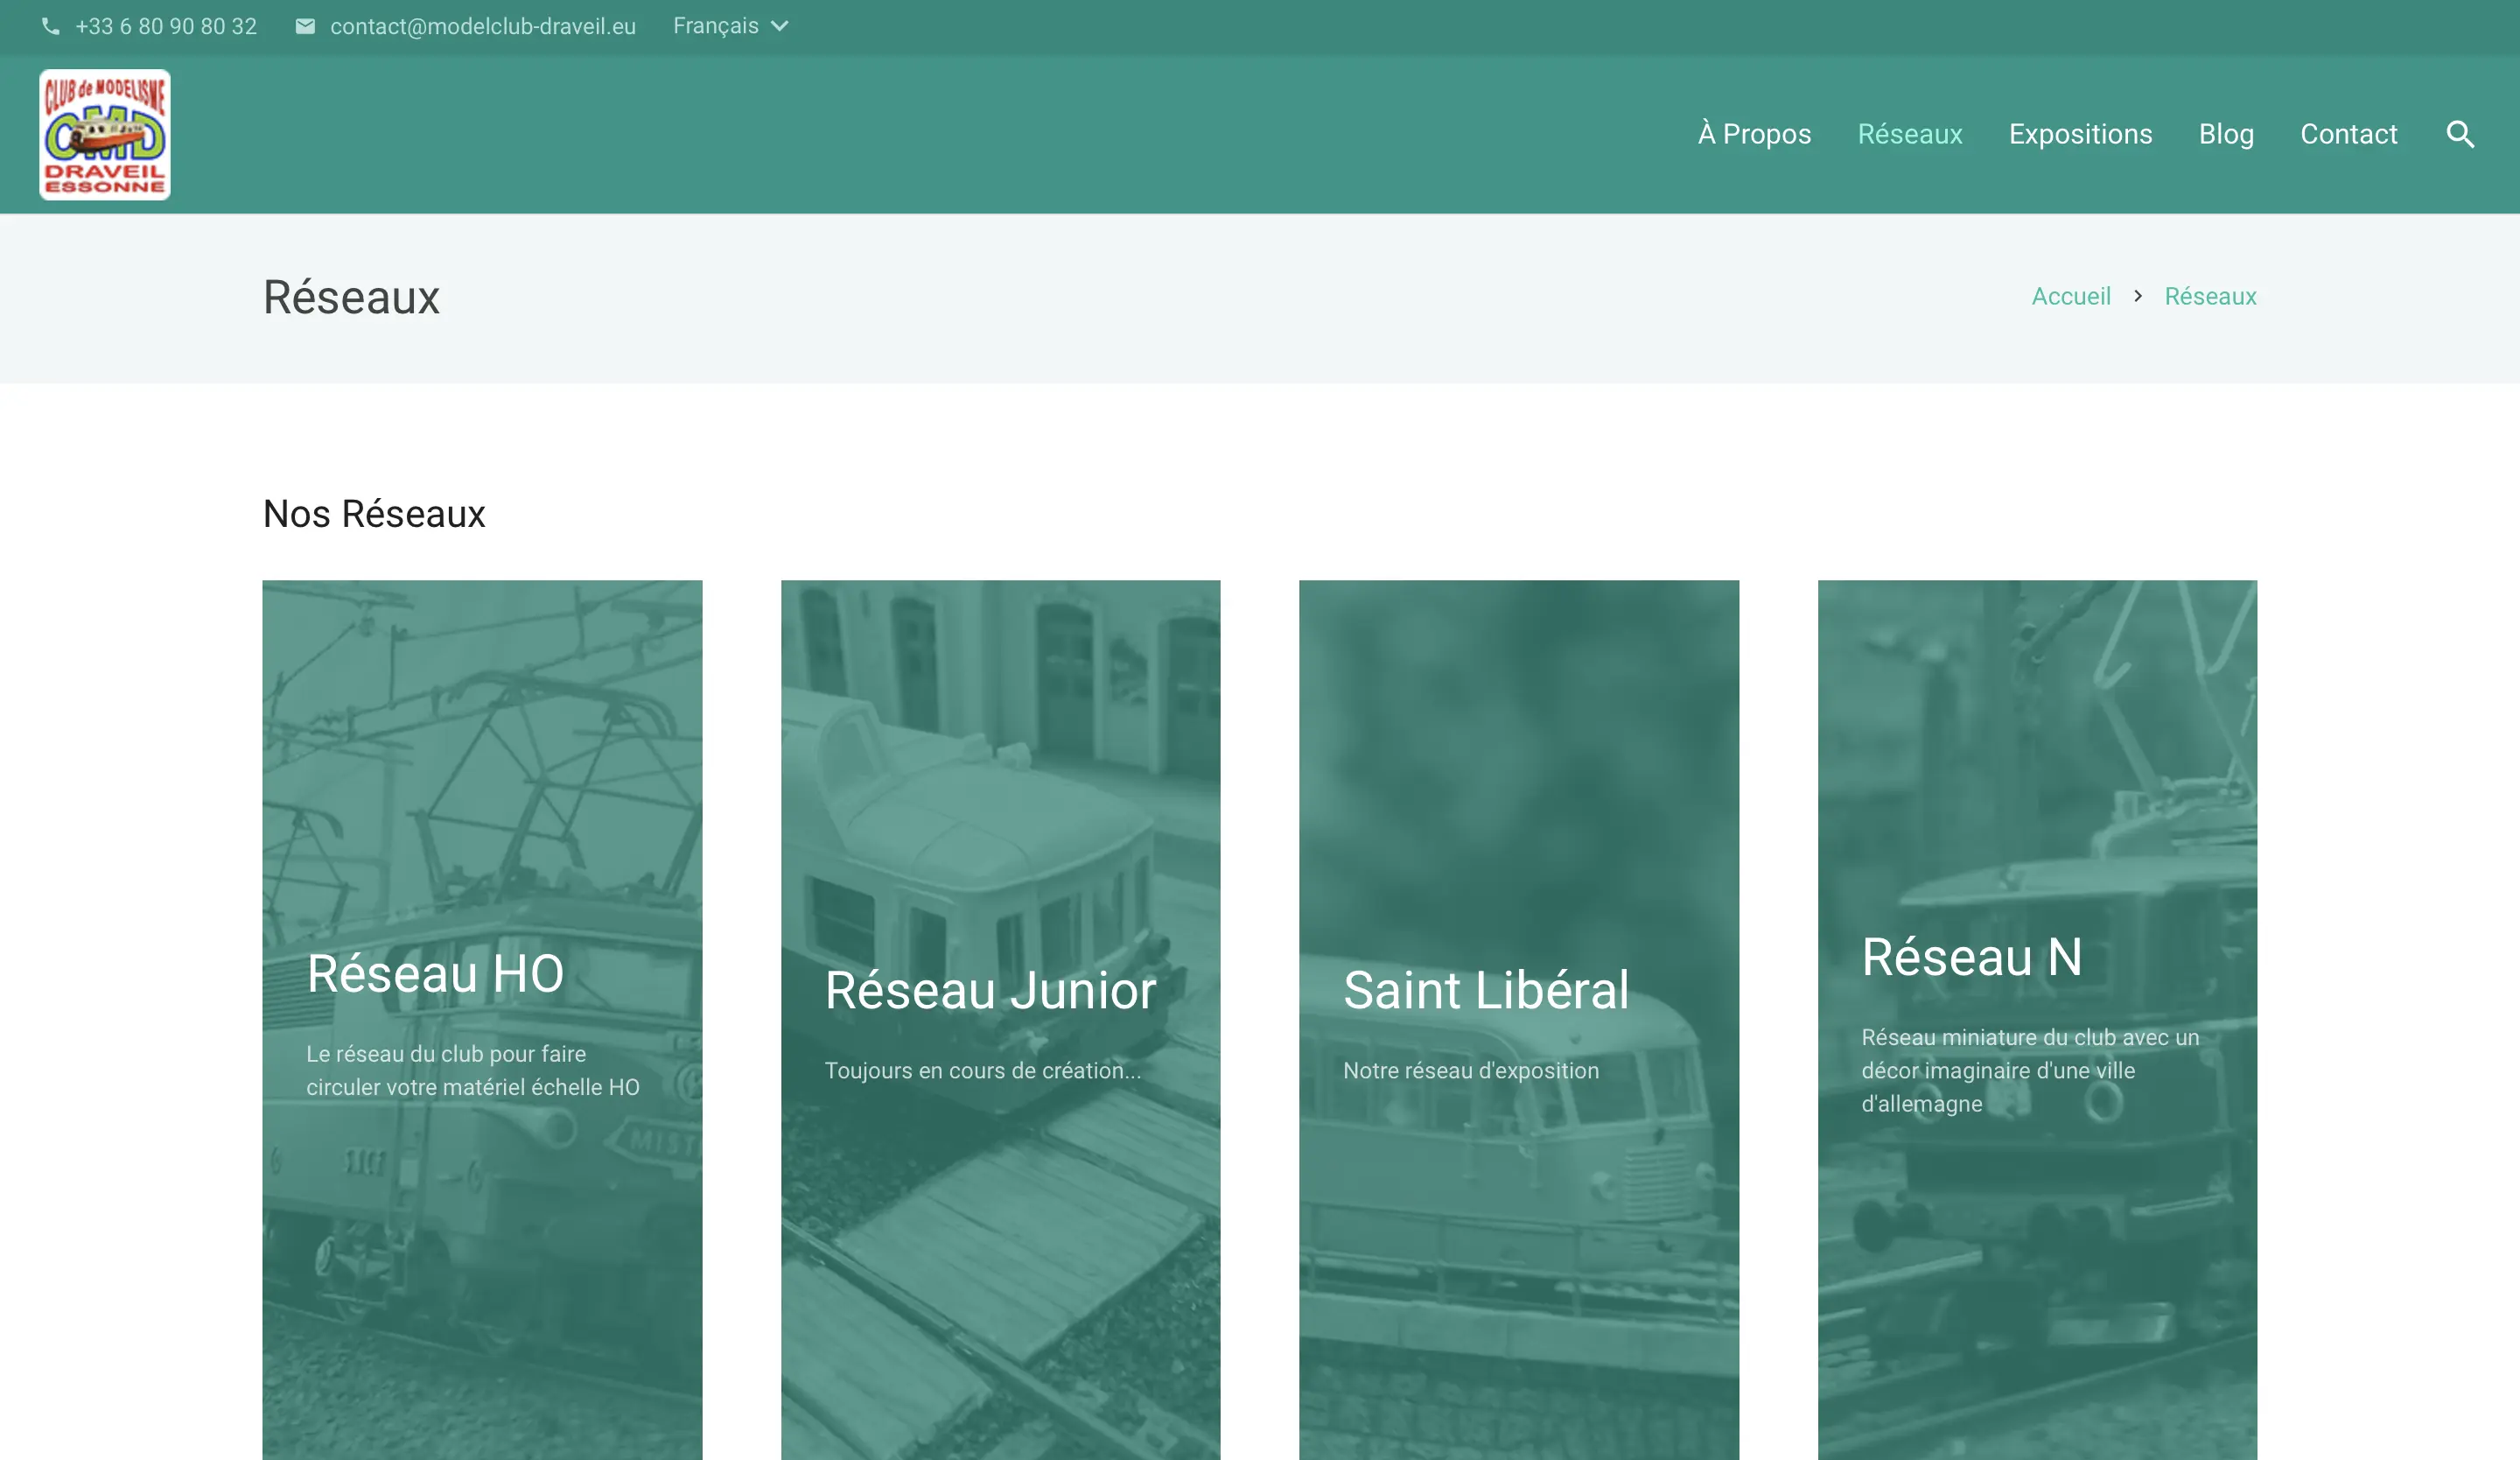 +33 6 80 90 80 32
contact@modelclub-draveil.eu
Français
CLUB de MODELISME
CMD
DRAVEIL
ESSONNE
À Propos
Réseaux
Expositions
Blog
Contact
Réseaux
Accueil
Réseaux
Nos Réseaux
Réseau HO
Le réseau du club pour faire
circuler votre matériel échelle HO
SNCF
MIST
Réseau Junior
Toujours en cours de création...
Saint Libéral
Notre réseau d'exposition
Réseau N
Réseau miniature du club avec un
décor imaginaire d'une ville
d'allemagne